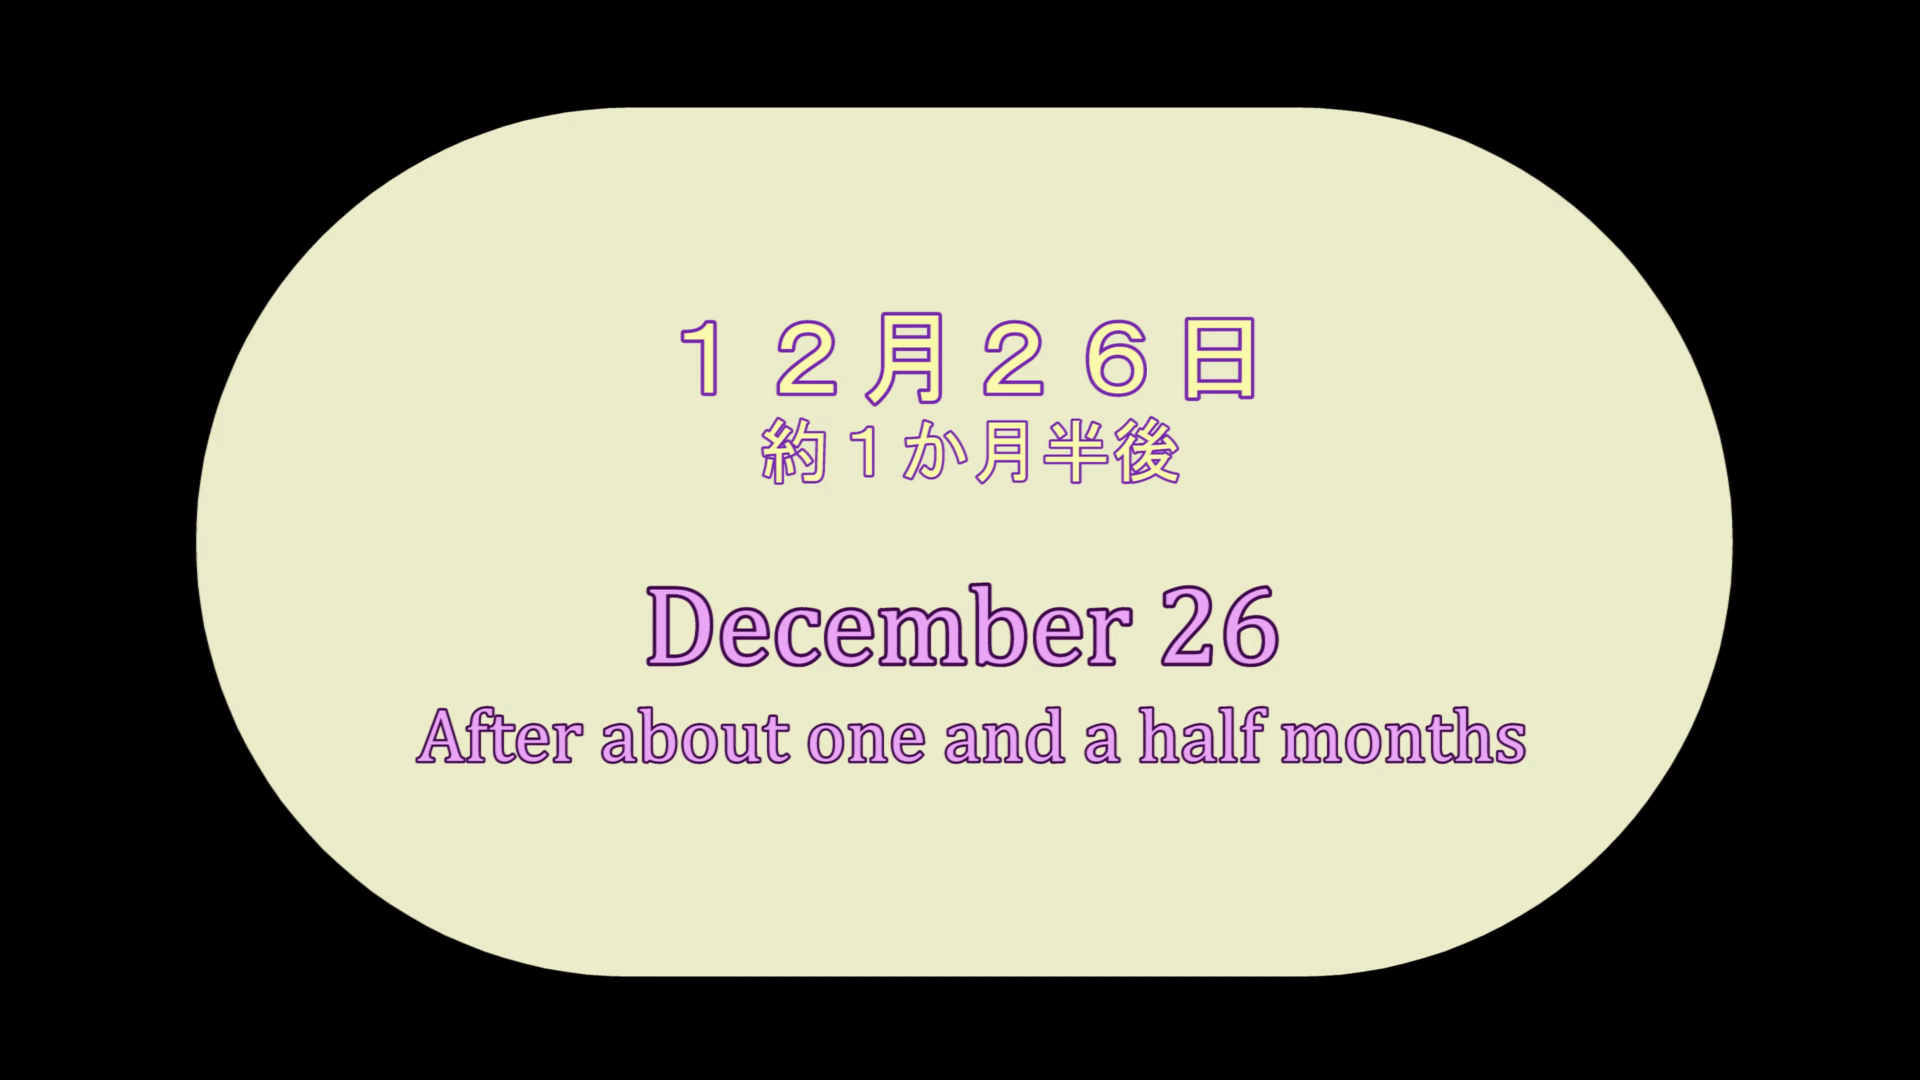 １２月２６日
約１か月半後
December 26
After about one and a half months